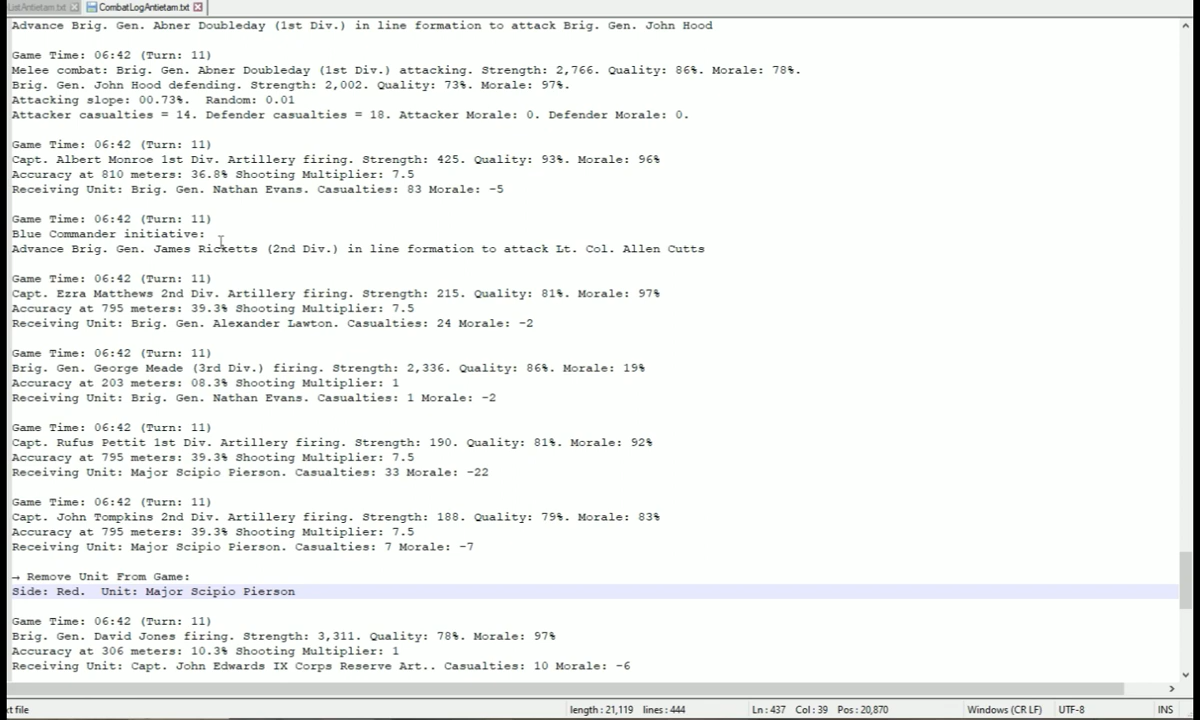 ListAntietam.txt CombatLogAntietam.txt
Advance Brig. Gen. Abner Doubleday (1st Div.) in line formation to attack Brig. Gen. John Hood
Game Time: 06:42 (Turn: 11)
Melee combat: Brig. Gen. Abner Doubleday (1st Div.) attacking. Strength: 2,766. Quality: 86%. Morale: 78%.
Brig. Gen. John Hood defending. Strength: 2,002. Quality: 73%. Morale: 97%.
Attacking slope: 00.73%. Random: 0.01
Attacker casualties = 14. Defender casualties = 18. Attacker Morale: 0. Defender Morale: 0.
Game Time: 06:42 (Turn: 11)
Capt. Albert Monroe 1st Div. Artillery firing. Strength: 425. Quality: 93%. Morale: 96%
Accuracy at 810 meters: 36.8% Shooting Multiplier: 7.5
Receiving Unit: Brig. Gen. Nathan Evans. Casualties: 83 Morale: -5
Game Time: 06:42 (Turn: 11)
Blue Commander initiative:
Advance Brig. Gen. James Ricketts (2nd Div.) in line formation to attack Lt. Col. Allen Cutts
Game Time: 06:42 (Turn: 11)
Capt. Ezra Matthews 2nd Div. Artillery firing. Strength: 215. Quality: 81%. Morale: 97%
Accuracy at 795 meters: 39.3% Shooting Multiplier: 7.5
Receiving Unit: Brig. Gen. Alexander Lawton. Casualties: 24 Morale: -2
Game Time: 06:42 (Turn: 11)
Brig. Gen. George Meade (3rd Div.) firing. Strength: 2,336. Quality: 86%. Morale: 19%
Accuracy at 203 meters: 08.3% Shooting Multiplier: 1
Receiving Unit: Brig. Gen. Nathan Evans. Casualties: 1 Morale: -2
Game Time: 06:42 (Turn: 11)
Capt. Rufus Pettit 1st Div. Artillery firing. Strength: 190. Quality: 81%. Morale: 92%
Accuracy at 795 meters: 39.3% Shooting Multiplier: 7.5
Receiving Unit: Major Scipio Pierson. Casualties: 33 Morale: -22
Game Time: 06:42 (Turn: 11)
Capt. John Tompkins 2nd Div. Artillery firing. Strength: 188. Quality: 79%. Morale: 83%
Accuracy at 795 meters: 39.3% Shooting Multiplier: 7.5
Receiving Unit: Major Scipio Pierson. Casualties: 7 Morale: -7
→ Remove Unit From Game:
Side: Red. Unit: Major Scipio Pierson
Game Time: 06:42 (Turn: 11)
Brig. Gen. David Jones firing. Strength: 3,311. Quality: 78%. Morale: 97%
Accuracy at 306 meters: 10.3% Shooting Multiplier: 1
Receiving Unit: Capt. John Edwards IX Corps Reserve Art.. Casualties: 10 Morale: -6
xt file length : 21,119 lines : 444 Ln : 437 Col : 39 Pos : 20,870 Windows (CR LF) UTF-8 INS